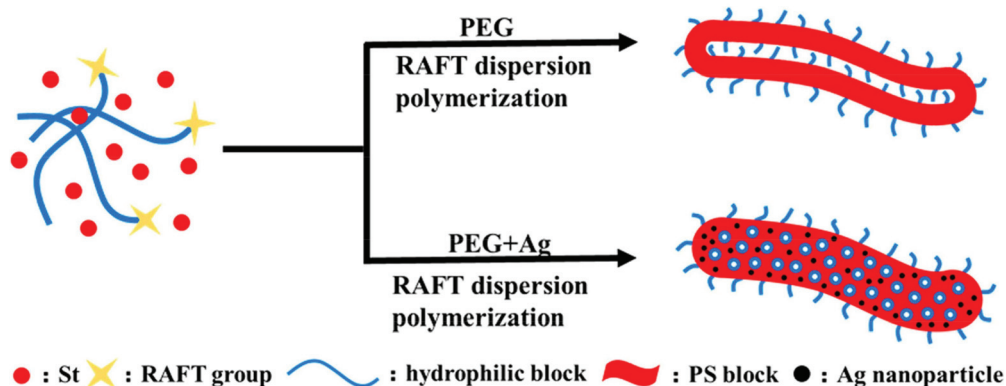 PEG
RAFT dispersion
polymerization
PEG+Ag
RAFT dispersion
polymerization
: St : RAFT group : hydrophilic block : PS block : Ag nanoparticle